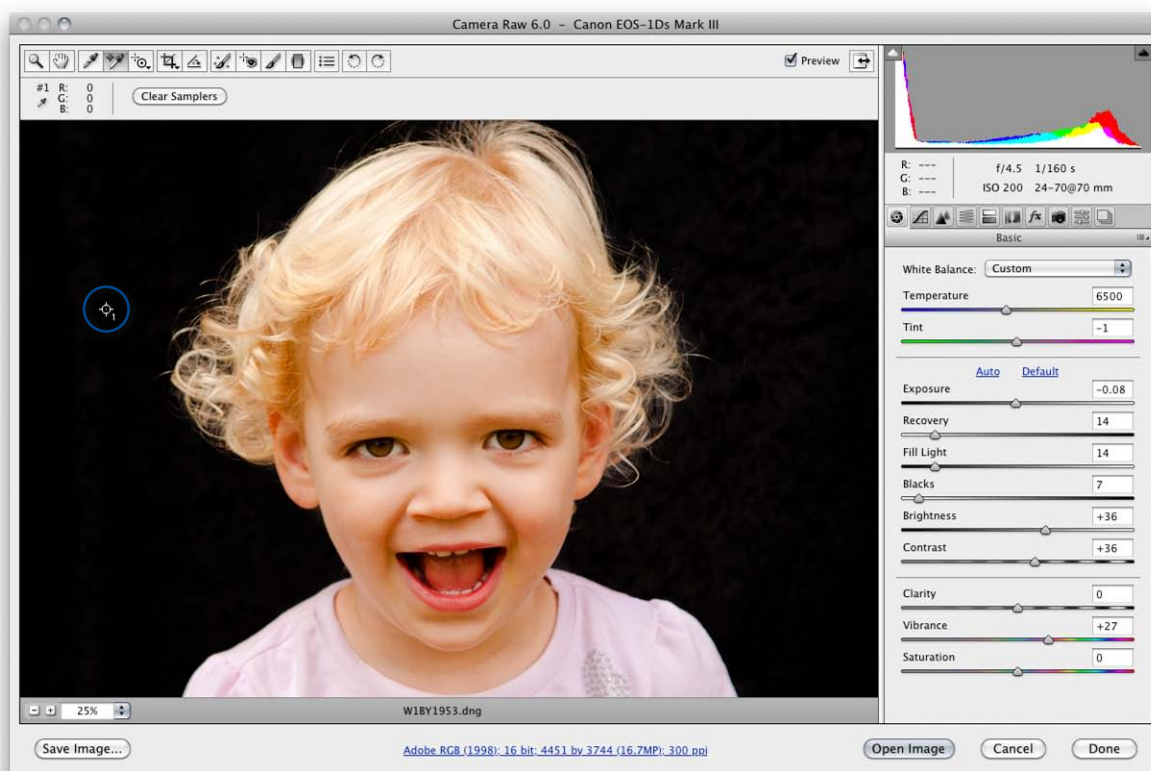 Camera Raw 6.0 – Canon EOS-1Ds Mark III
Preview
#1 R: 0
G: 0
B: 0
Clear Samplers
1
R: ---
G: ---
B: ---
f/4.5 1/160 s
ISO 200 24-70@70 mm
fx
Basic
White Balance: Custom
Temperature 6500
Tint -1
Auto Default
Exposure -0.08
Recovery 14
Fill Light 14
Blacks 7
Brightness +36
Contrast +36
Clarity 0
Vibrance +27
Saturation 0
25%
W1BY1953.dng
Save Image...
Adobe RGB (1998); 16 bit; 4451 by 3744 (16.7MP); 300 ppi
Open Image
Cancel
Done